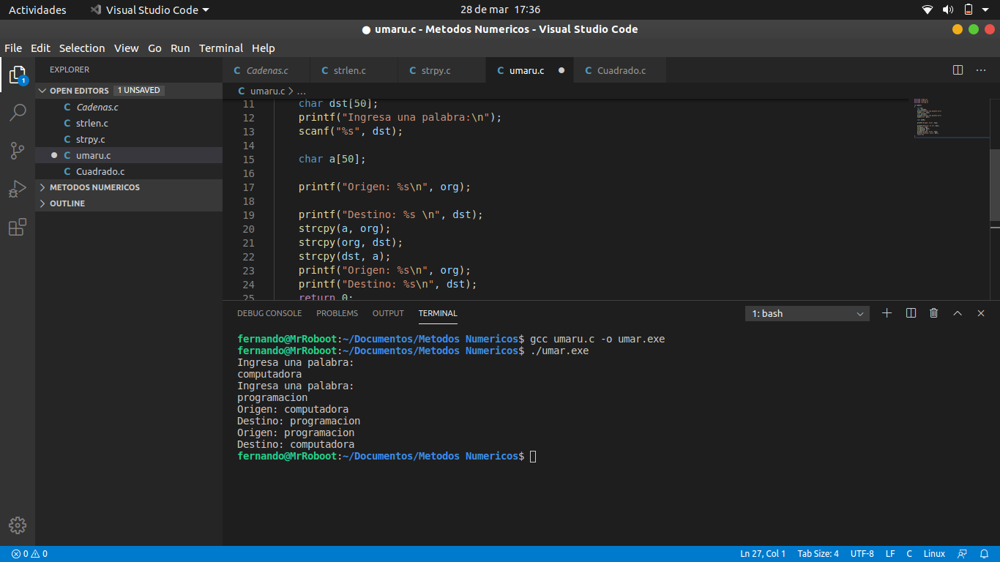 Actividades Visual Studio Code 28 de mar 17:36
● umaru.c - Metodos Numericos - Visual Studio Code
File Edit Selection View Go Run Terminal Help
1
EXPLORER
OPEN EDITORS 1 UNSAVED
Cadenas.c
strlen.c
strpy.c
umaru.c
Cuadrado.c
METODOS NUMERICOS
OUTLINE
Cadenas.c strlen.c strpy.c umaru.c Cuadrado.c
umaru.c > ...
11 char dst[50];
12 printf("Ingresa una palabra:\n");
13 scanf("%s", dst);
14
15 char a[50];
16
17 printf("Origen: %s\n", org);
18
19 printf("Destino: %s \n", dst);
20 strcpy(a, org);
21 strcpy(org, dst);
22 strcpy(dst, a);
23 printf("Origen: %s\n", org);
24 printf("Destino: %s\n", dst);
25 return 0;
DEBUG CONSOLE PROBLEMS OUTPUT TERMINAL 1: bash
fernando@MrRoboot:~/Documentos/Metodos Numericos$ gcc umaru.c -o umar.exe
fernando@MrRoboot:~/Documentos/Metodos Numericos$ ./umar.exe
Ingresa una palabra:
computadora
Ingresa una palabra:
programacion
Origen: computadora
Destino: programacion
Origen: programacion
Destino: computadora
fernando@MrRoboot:~/Documentos/Metodos Numericos$
0 0 Ln 27, Col 1 Tab Size: 4 UTF-8 LF C Linux